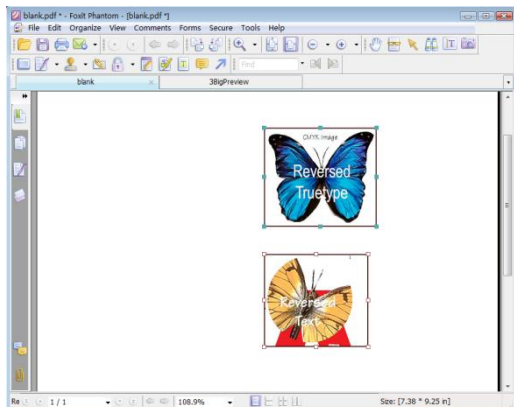 blank.pdf * - Foxit Phantom - [blank.pdf *]
File Edit Organize View Comments Forms Secure Tools Help
Find
blank
3BigPreview
CMYK Image
Reversed
Truetype
Reversed
Text
1 / 1
108.9%
Size: [7.38 * 9.25 in]